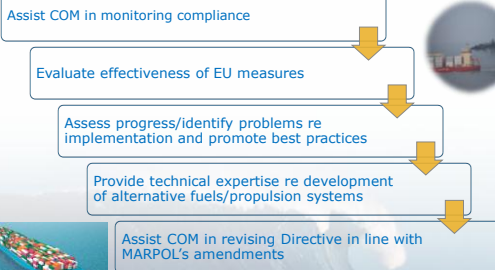 Assist COM in monitoring compliance
Evaluate effectiveness of EU measures
Assess progress/identify problems re
implementation and promote best practices
Provide technical expertise re development
of alternative fuels/propulsion systems
Assist COM in revising Directive in line with
MARPOL's amendments